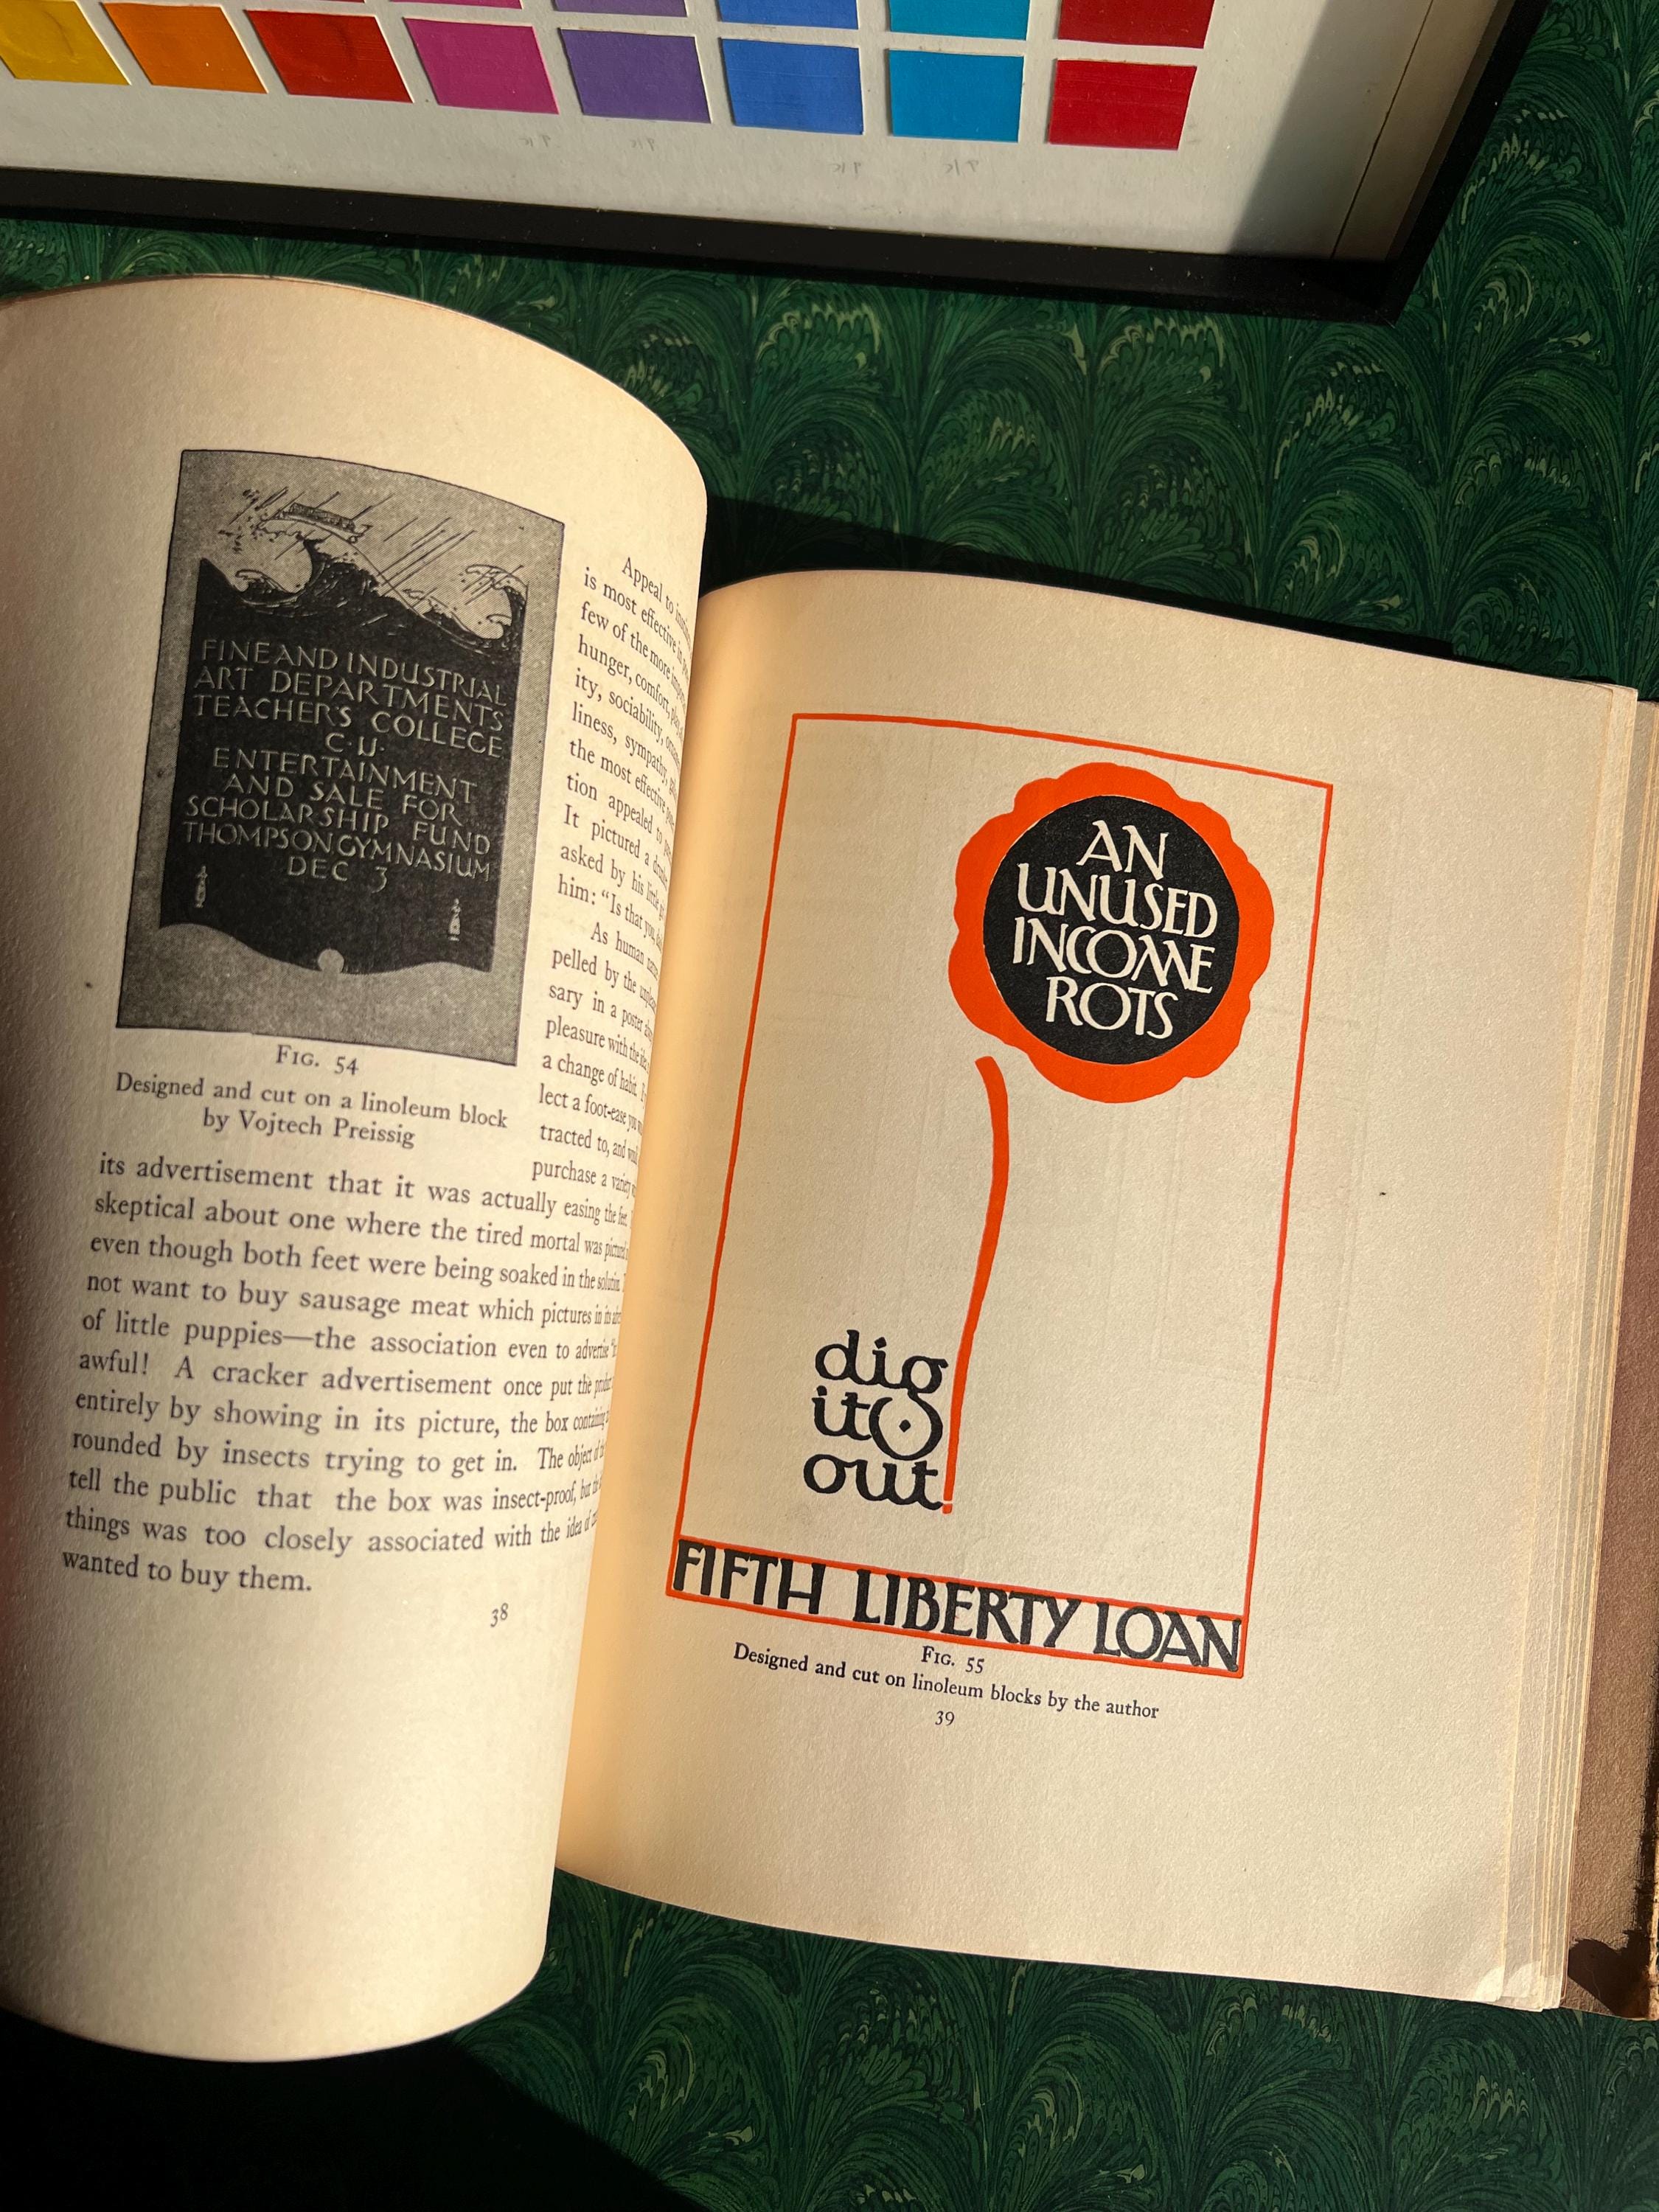 FINE AND INDUSTRIAL
ART DEPARTMENTS
TEACHER'S COLLEGE
C·U·
ENTERTAINMENT
AND SALE FOR
SCHOLARSHIP FUND
THOMPSON GYMNASIUM
DEC 3
FIG. 54
Designed and cut on a linoleum block
by Vojtech Preissig
Appeal to
is most effective in
few of the more
hunger, comfort,
ity, sociability,
liness, sympathy,
the most effective
tion appealed to
It pictured a
asked by his little
him: "Is that you,
As human
pelled by the
sary in a poster
pleasure with the
a change of habit.
lect a foot-ease you
tracted to, and
purchase a
its advertisement that it was actually easing the feet.
skeptical about one where the tired mortal was
even though both feet were being soaked in the solution.
not want to buy sausage meat which pictures in its
of little puppies—the association even to advertise
awful! A cracker advertisement once put the
entirely by showing in its picture, the box containing
rounded by insects trying to get in. The object of
tell the public that the box was insect-proof, but
things was too closely associated with the idea of
wanted to buy them.
38
AN
UNUSED
INCOME
ROTS
dig
it
out!
FIFTH LIBERTY LOAN
FIG. 55
Designed and cut on linoleum blocks by the author
39